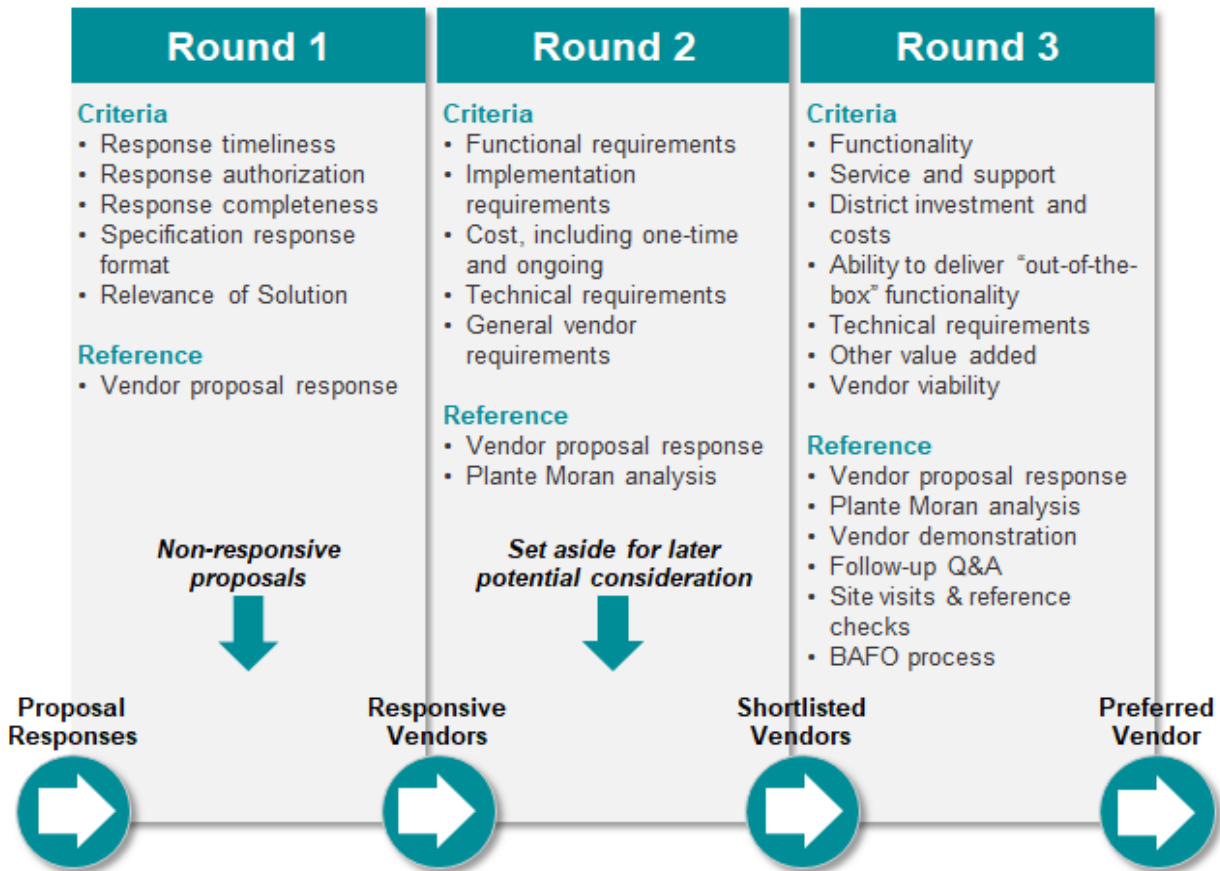 Round 1
Criteria
• Response timeliness
• Response authorization
• Response completeness
• Specification response
format
• Relevance of Solution
Reference
• Vendor proposal response
Non-responsive
proposals
Round 2
Criteria
• Functional requirements
• Implementation
requirements
• Cost, including one-time
and ongoing
• Technical requirements
• General vendor
requirements
Reference
• Vendor proposal response
• Plante Moran analysis
Set aside for later
potential consideration
Round 3
Criteria
• Functionality
• Service and support
• District investment and
costs
• Ability to deliver “out-of-the-
box” functionality
• Technical requirements
• Other value added
• Vendor viability
Reference
• Vendor proposal response
• Plante Moran analysis
• Vendor demonstration
• Follow-up Q&A
• Site visits & reference
checks
• BAFO process
Proposal
Responses
Responsive
Vendors
Shortlisted
Vendors
Preferred
Vendor